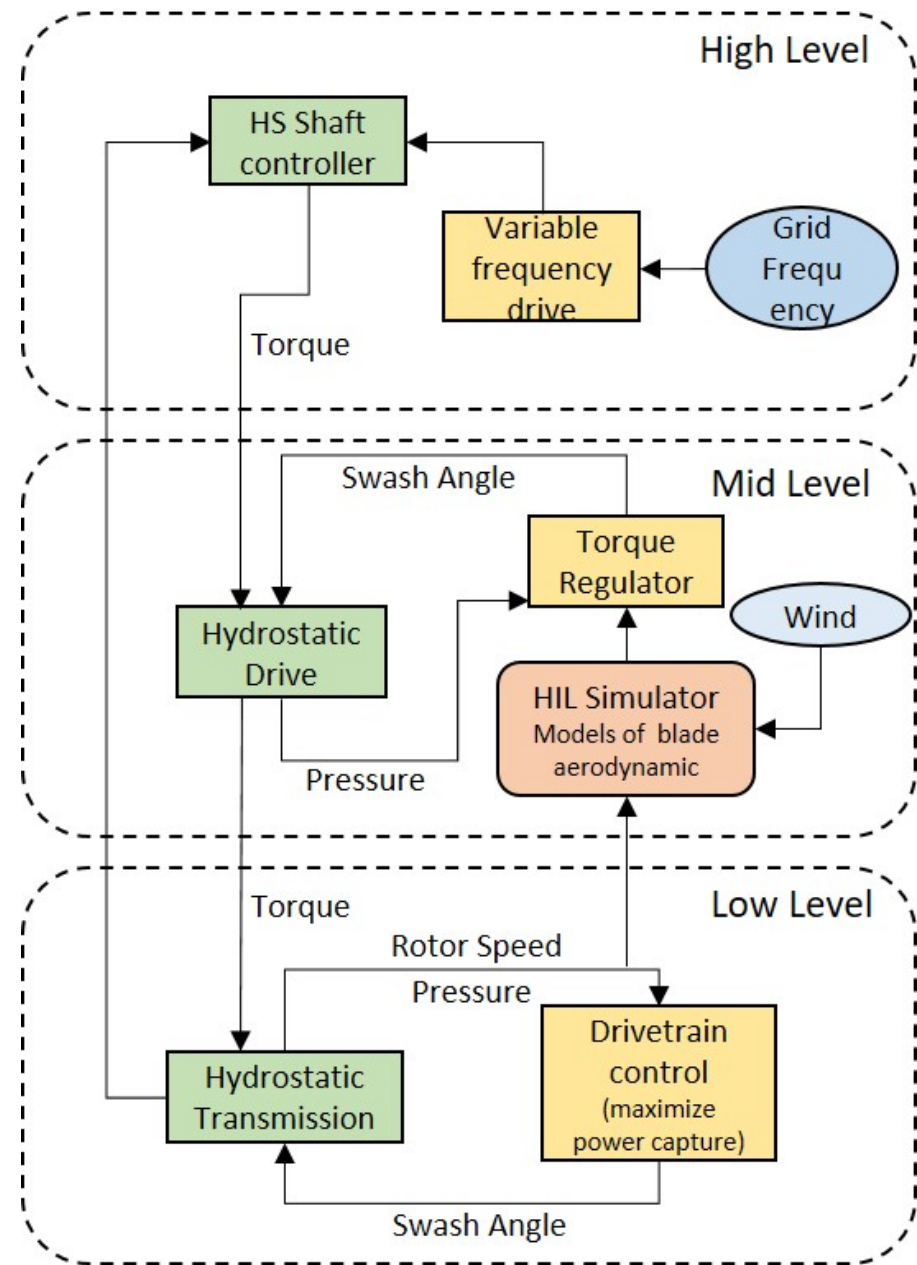 High Level
HS Shaft
controller
Variable
frequency
drive
Grid
Frequ
ency
Torque
Mid Level
Swash Angle
Torque
Regulator
Wind
Hydrostatic
Drive
HIL Simulator
Models of blade
aerodynamic
Pressure
Low Level
Torque
Rotor Speed
Pressure
Drivetrain
control
(maximize
power capture)
Hydrostatic
Transmission
Swash Angle